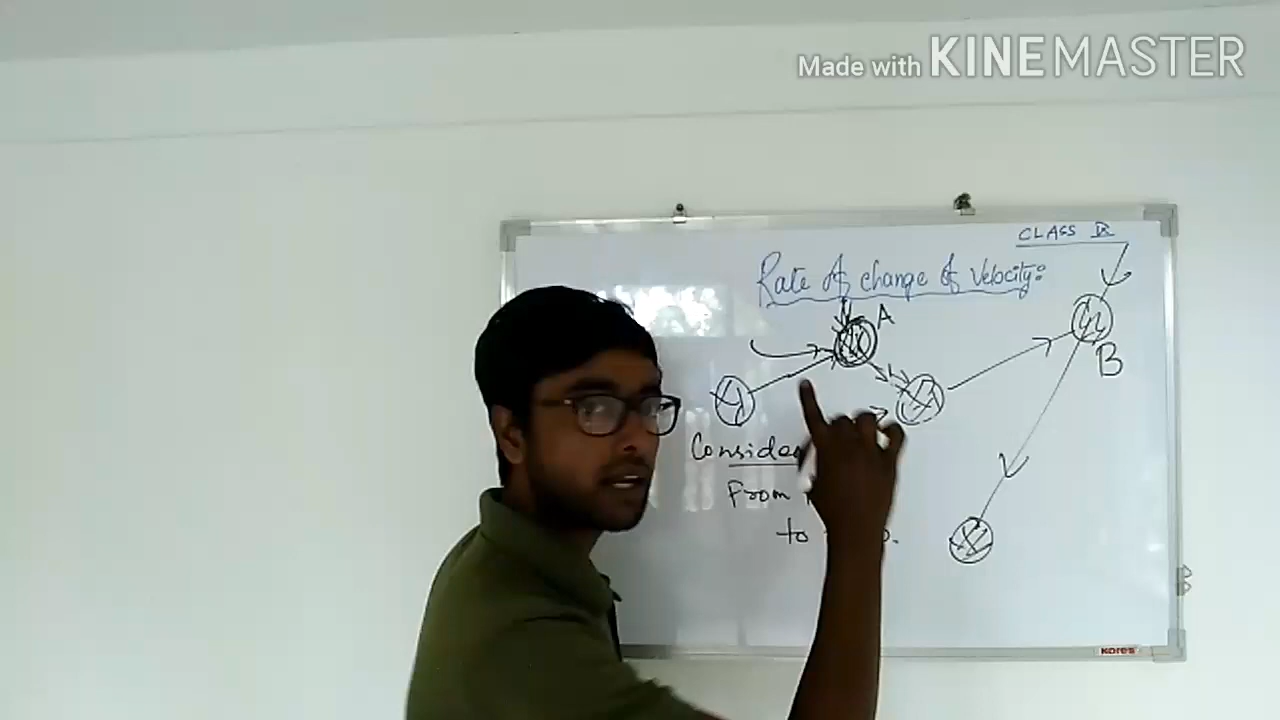 Made with KINEMASTER
CLASS IX
Rate of change of velocity:
A
B
Consider
From
to
KOReS